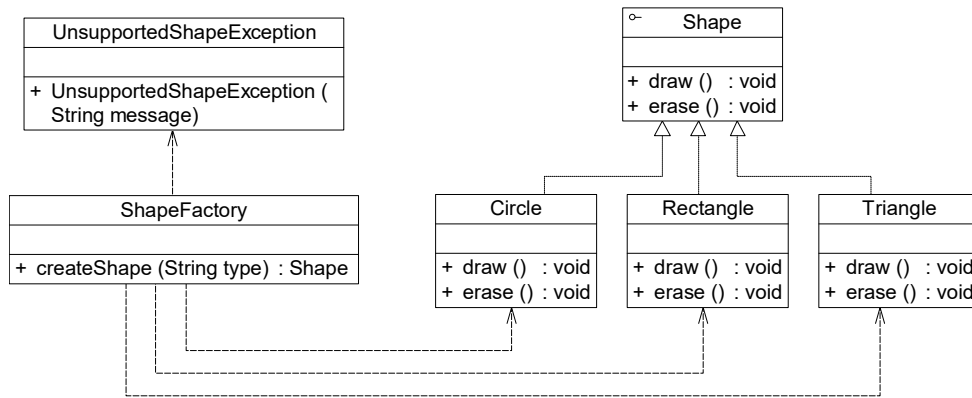 UnsupportedShapeException
+ UnsupportedShapeException (
String message)
Shape
+ draw () : void
+ erase () : void
ShapeFactory
+ createShape (String type) : Shape
Circle
+ draw () : void
+ erase () : void
Rectangle
+ draw () : void
+ erase () : void
Triangle
+ draw () : void
+ erase () : void